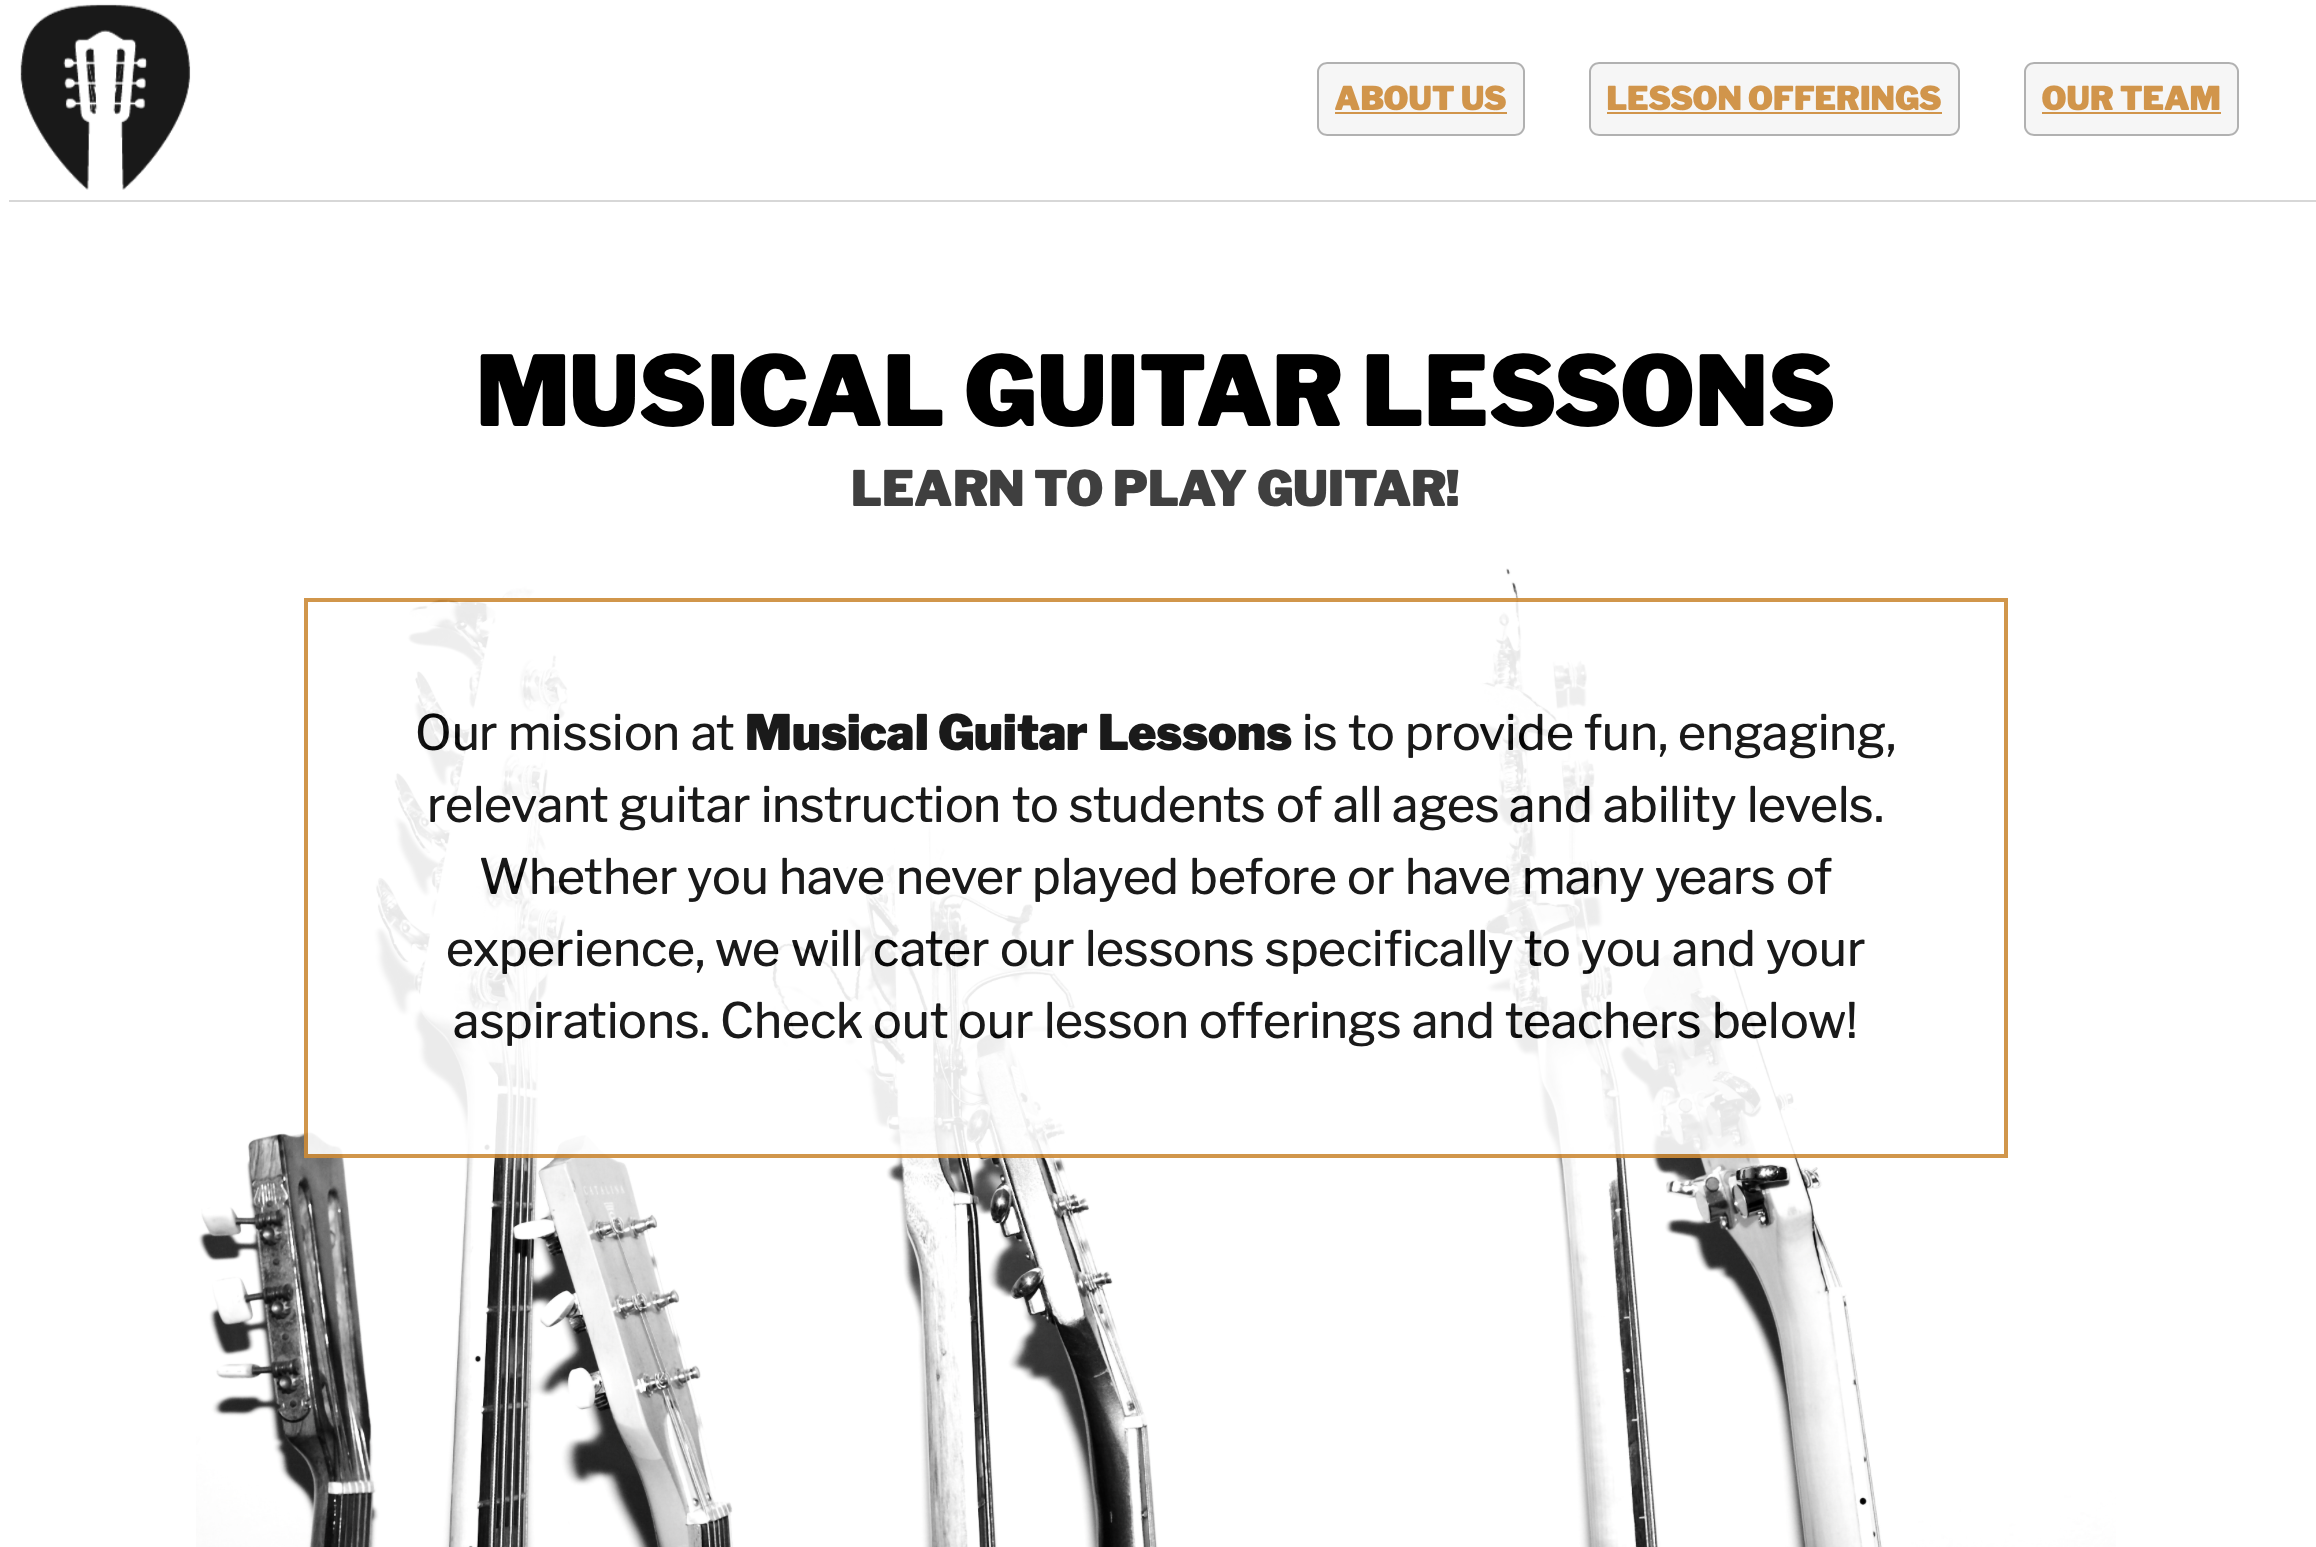 ABOUT US
LESSON OFFERINGS
OUR TEAM
MUSICAL GUITAR LESSONS
LEARN TO PLAY GUITAR!
Our mission at Musical Guitar Lessons is to provide fun, engaging,
relevant guitar instruction to students of all ages and ability levels.
Whether you have never played before or have many years of
experience, we will cater our lessons specifically to you and your
aspirations. Check out our lesson offerings and teachers below!
CATALINA